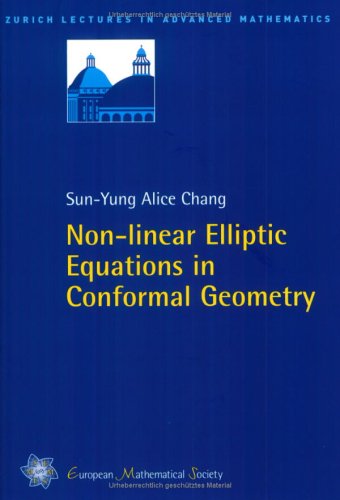 Urheberrechtlich geschütztes Material
ZURICH LECTURES IN ADVANCED MATHEMATICS
Sun-Yung Alice Chang
Non-linear Elliptic
Equations in
Conformal Geometry
European Mathematical Society
Urheberrechtlich geschütztes Material